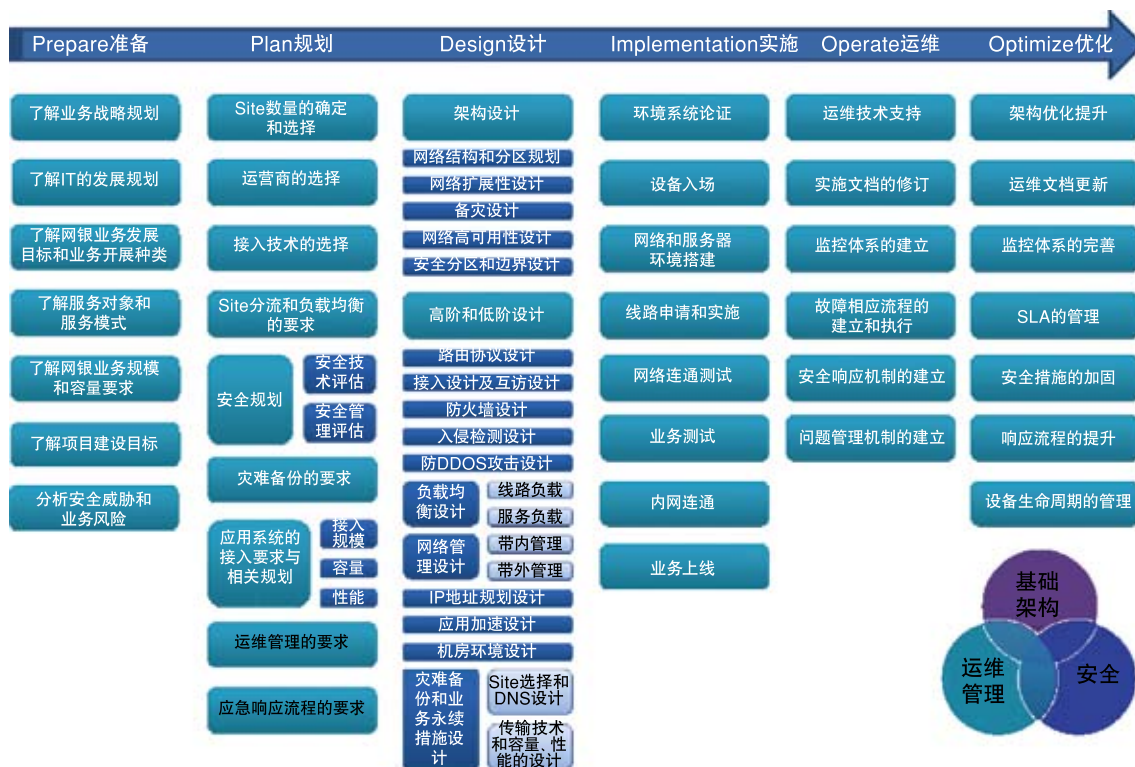 Prepare准备
Plan规划
Design设计
Implementation实施
Operate运维
Optimize优化
了解业务战略规划
了解IT的发展规划
了解网银业务发展
目标和业务开展种类
了解服务对象和
服务模式
了解网银业务规模
和容量要求
了解项目建设目标
分析安全威胁和
业务风险
Site数量的确定
和选择
运营商的选择
接入技术的选择
Site分流和负载均衡
的要求
安全规划
安全技
术评估
安全管
理评估
灾难备份的要求
应用系统的
接入要求与
相关规划
接入
规模
容量
性能
运维管理的要求
应急响应流程的要求
架构设计
网络结构和分区规划
网络扩展性设计
备灾设计
网络高可用性设计
安全分区和边界设计
高阶和低阶设计
路由协议设计
接入设计及互访设计
防火墙设计
入侵检测设计
防DDOS攻击设计
负载均
衡设计
线路负载
服务负载
网络管
理设计
带内管理
带外管理
IP地址规划设计
应用加速设计
机房环境设计
灾难备
份和业
务永续
措施设
计
Site选择和
DNS设计
传输技术
和容量、性
能的设计
环境系统论证
设备入场
网络和服务器
环境搭建
线路申请和实施
网络连通测试
业务测试
内网连通
业务上线
运维技术支持
实施文档的修订
监控体系的建立
故障相应流程的
建立和执行
安全响应机制的建立
问题管理机制的建立
架构优化提升
运维文档更新
监控体系的完善
SLA的管理
安全措施的加固
响应流程的提升
设备生命周期的管理
基础
架构
运维
管理
安全